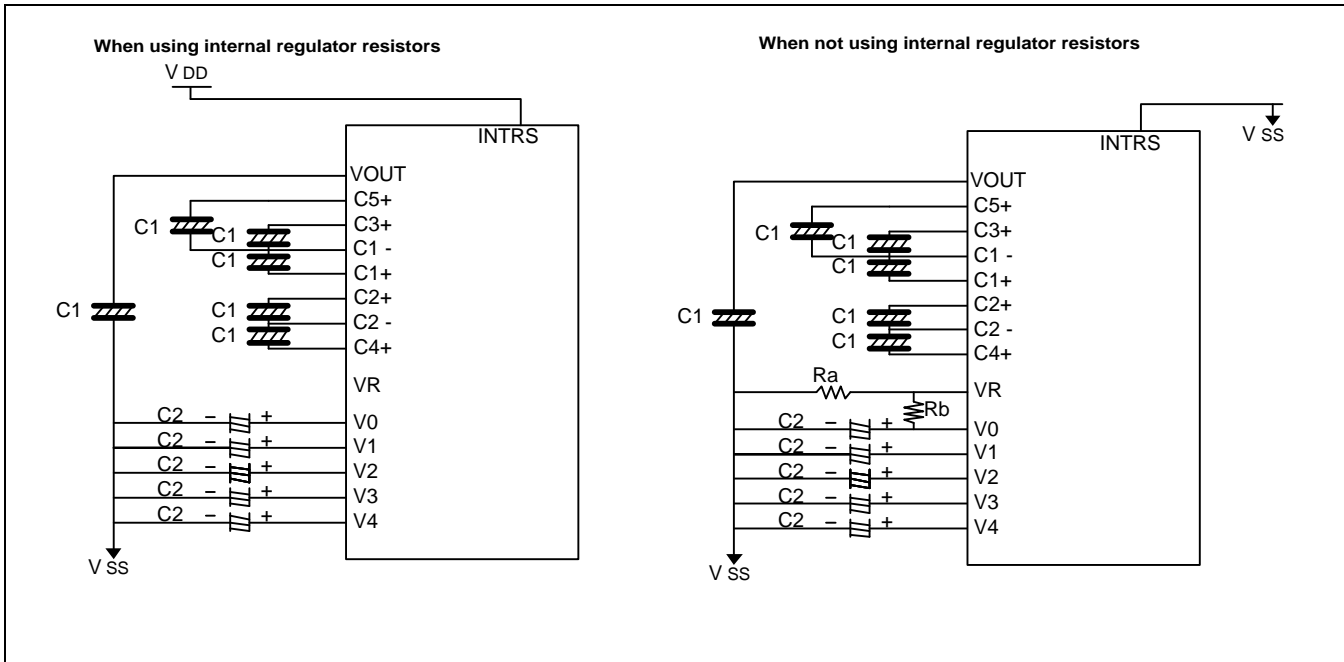 When using internal regulator resistors
V DD
INTRS
VOUT
C5+
C1
C3+
C1
C1 -
C1
C1+
C2+
C1
C1
C2 -
C1
C4+
VR
C2 - + V0
C2 - + V1
C2 - + V2
C2 - + V3
C2 - + V4
V SS
When not using internal regulator resistors
V SS
INTRS
VOUT
C5+
C1
C3+
C1
C1 -
C1
C1+
C2+
C1
C1
C2 -
C1
C4+
Ra
VR
Rb
C2 - + V0
C2 - + V1
C2 - + V2
C2 - + V3
C2 - + V4
V SS